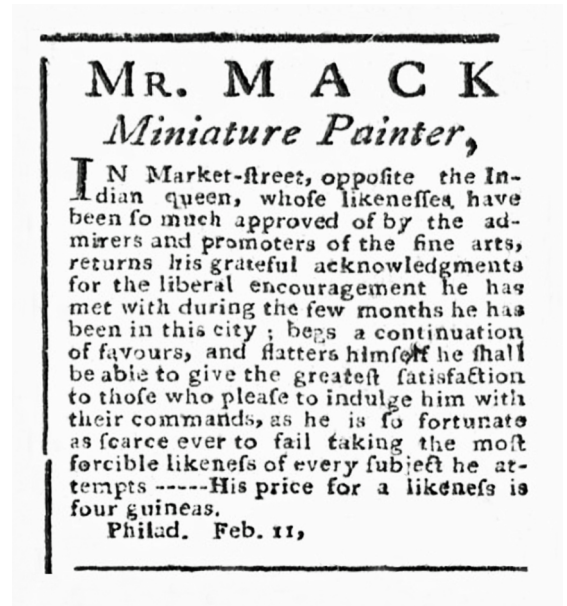 MR. MACK
Miniature Painter,
IN Market-ſtreet, oppoſite the In-
dian queen, whoſe likeneſſes, have
been ſo much approved of by the ad-
mirers and promoters of the fine arts,
returns his grateful acknowledgments
for the liberal encouragement he has
met with during the few months he has
been in this city ; begs a continuation
of favours, and flatters himſelf he ſhall
be able to give the greateſt ſatisfaction
to thoſe who pleaſe to indulge him with
their commands, as he is ſo fortunate
as ſcarce ever to fail taking the moſt
forcible likeneſs of every ſubject he at-
tempts -----His price for a likeneſs is
four guineas.
Philad. Feb. 11,